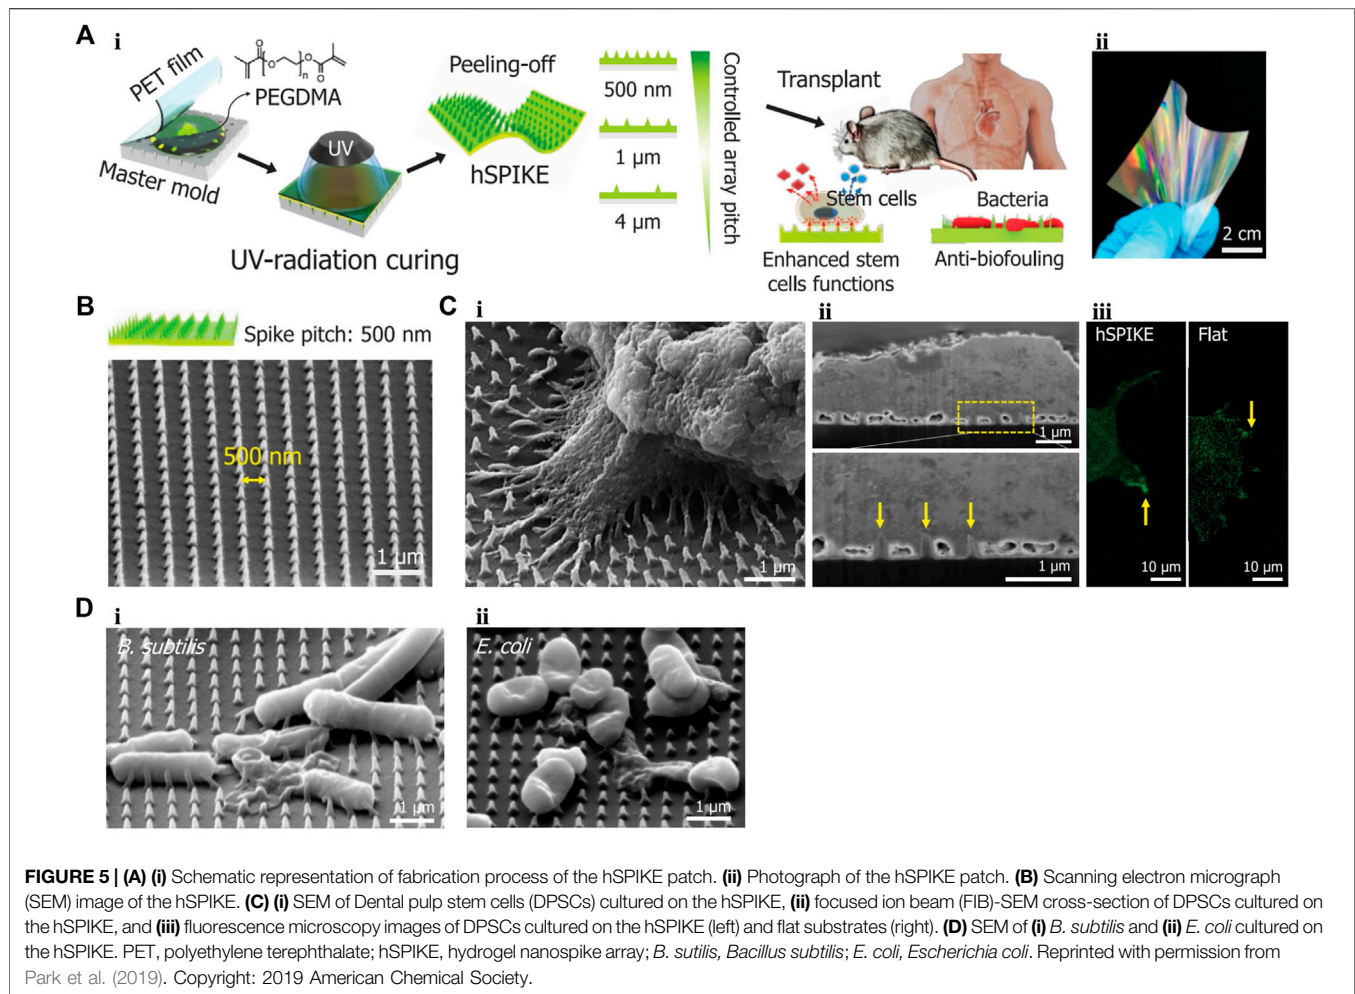 A
i
PET film
PEGDMA
O
O
O
O
n
Master mold
UV
UV-radiation curing
Peeling-off
hSPIKE
500 nm
1 µm
4 µm
Controlled array pitch
Transplant
Stem cells
Bacteria
Enhanced stem
cells functions
Anti-biofouling
ii
2 cm
B
Spike pitch: 500 nm
500 nm
1 µm
C
i
1 µm
ii
1 µm
1 µm
iii
hSPIKE
Flat
10 µm
10 µm
D
i
B. subtilis
1 µm
ii
E. coli
1 µm
FIGURE 5 | (A) (i) Schematic representation of fabrication process of the hSPIKE patch. (ii) Photograph of the hSPIKE patch. (B) Scanning electron micrograph
(SEM) image of the hSPIKE. (C) (i) SEM of Dental pulp stem cells (DPSCs) cultured on the hSPIKE, (ii) focused ion beam (FIB)-SEM cross-section of DPSCs cultured on
the hSPIKE, and (iii) fluorescence microscopy images of DPSCs cultured on the hSPIKE (left) and flat substrates (right). (D) SEM of (i) B. subtilis and (ii) E. coli cultured on
the hSPIKE. PET, polyethylene terephthalate; hSPIKE, hydrogel nanospike array; B. sutilis, Bacillus subtilis; E. coli, Escherichia coli. Reprinted with permission from
Park et al. (2019). Copyright: 2019 American Chemical Society.